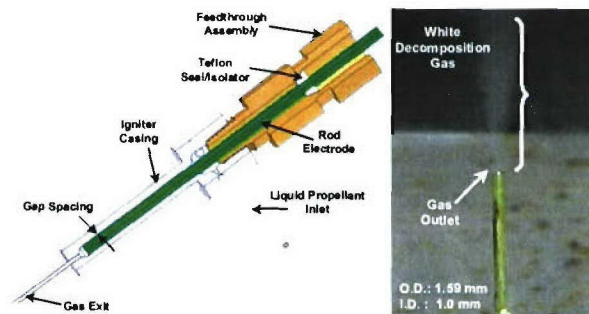 Feedthrough
Assembly
Teflon
Seal/Isolator
Igniter
Casing
Rod
Electrode
Gap Spacing
Liquid Propellant
Inlet
Gas Exit
White
Decomposition
Gas
Gas
Outlet
O.D.: 1.59 mm
I.D. : 1.0 mm